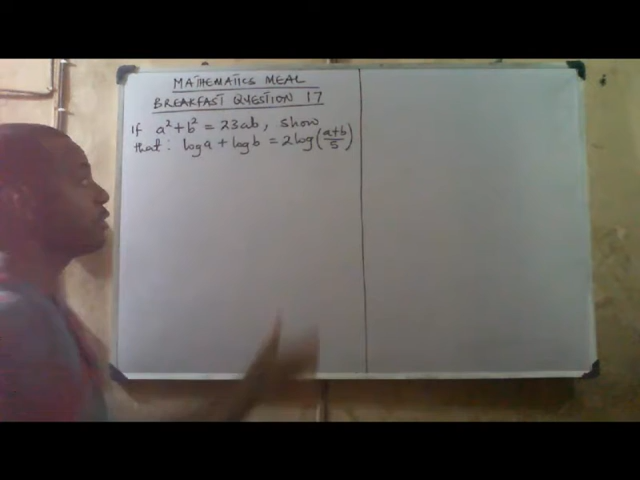 MATHEMATICS MEAL
BREAKFAST QUESTION 17
If a² + b² = 23ab, show
that: log a + log b = 2 log (a+b/5)